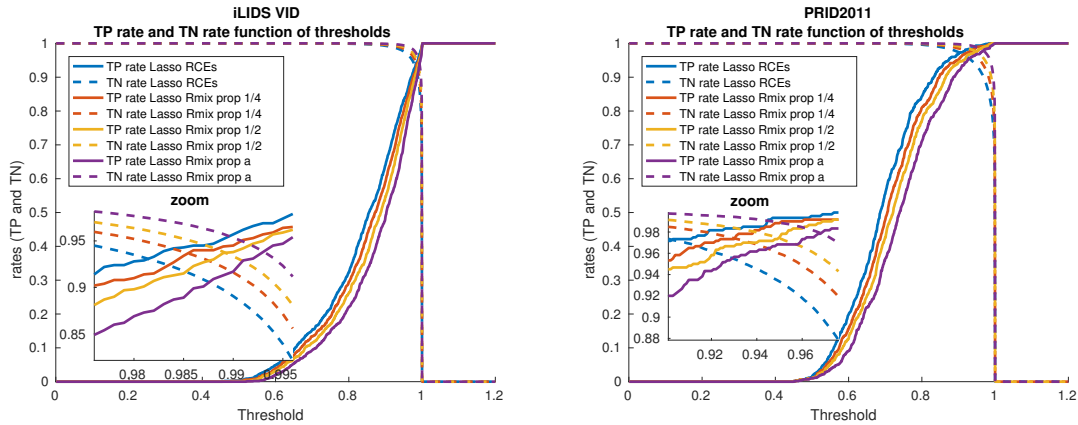 iLIDS VID
TP rate and TN rate function of thresholds
1
0.9
0.8
0.7
0.6
0.5
0.4
0.3
0.2
0.1
0
rates (TP and TN)
TP rate Lasso RCEs
TN rate Lasso RCEs
TP rate Lasso Rmix prop 1/4
TN rate Lasso Rmix prop 1/4
TP rate Lasso Rmix prop 1/2
TN rate Lasso Rmix prop 1/2
TP rate Lasso Rmix prop a
TN rate Lasso Rmix prop a
zoom
0.95
0.9
0.85
0.98 0.985 0.99 0.995
0 0.2 0.4 0.6 0.8 1 1.2
Threshold
PRID2011
TP rate and TN rate function of thresholds
1
0.9
0.8
0.7
0.6
0.5
0.4
0.3
0.2
0.1
0
rates (TP and TN)
TP rate Lasso RCEs
TN rate Lasso RCEs
TP rate Lasso Rmix prop 1/4
TN rate Lasso Rmix prop 1/4
TP rate Lasso Rmix prop 1/2
TN rate Lasso Rmix prop 1/2
TP rate Lasso Rmix prop a
TN rate Lasso Rmix prop a
zoom
0.98
0.96
0.94
0.92
0.9
0.88
0.92 0.94 0.96
0 0.2 0.4 0.6 0.8 1 1.2
Threshold